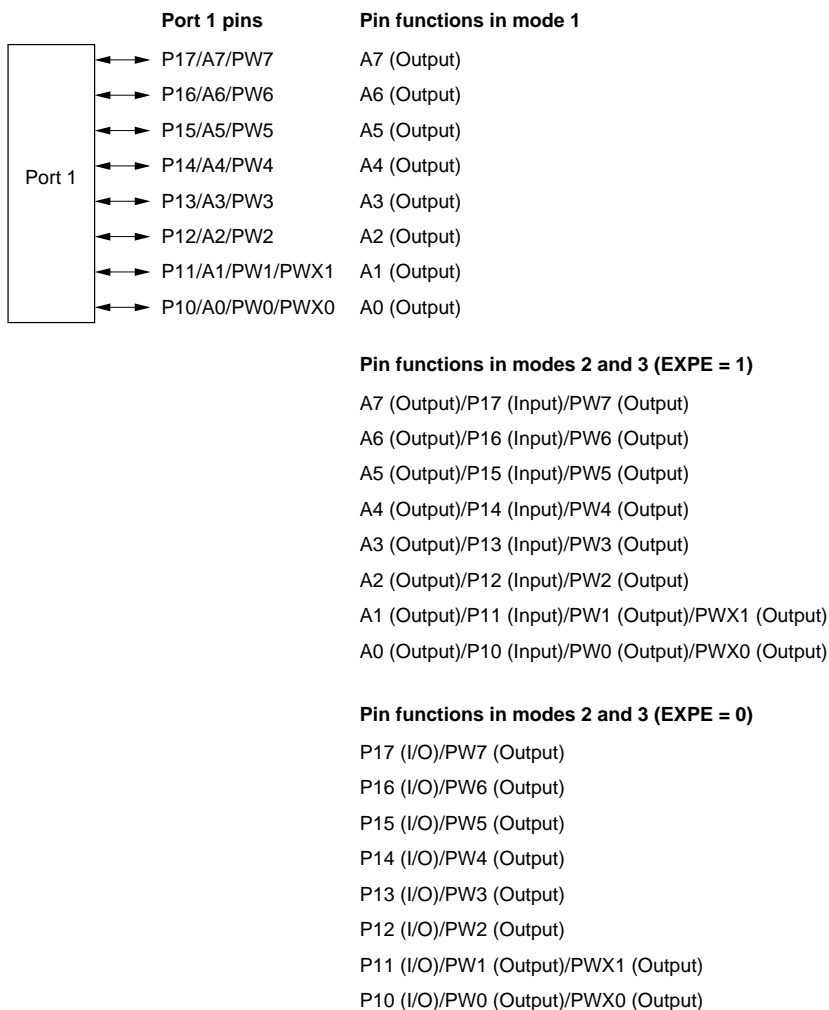 Port 1 pins Pin functions in mode 1
P17/A7/PW7 A7 (Output)
P16/A6/PW6 A6 (Output)
P15/A5/PW5 A5 (Output)
Port 1 P14/A4/PW4 A4 (Output)
P13/A3/PW3 A3 (Output)
P12/A2/PW2 A2 (Output)
P11/A1/PW1/PWX1 A1 (Output)
P10/A0/PW0/PWX0 A0 (Output)
Pin functions in modes 2 and 3 (EXPE = 1)
A7 (Output)/P17 (Input)/PW7 (Output)
A6 (Output)/P16 (Input)/PW6 (Output)
A5 (Output)/P15 (Input)/PW5 (Output)
A4 (Output)/P14 (Input)/PW4 (Output)
A3 (Output)/P13 (Input)/PW3 (Output)
A2 (Output)/P12 (Input)/PW2 (Output)
A1 (Output)/P11 (Input)/PW1 (Output)/PWX1 (Output)
A0 (Output)/P10 (Input)/PW0 (Output)/PWX0 (Output)
Pin functions in modes 2 and 3 (EXPE = 0)
P17 (I/O)/PW7 (Output)
P16 (I/O)/PW6 (Output)
P15 (I/O)/PW5 (Output)
P14 (I/O)/PW4 (Output)
P13 (I/O)/PW3 (Output)
P12 (I/O)/PW2 (Output)
P11 (I/O)/PW1 (Output)/PWX1 (Output)
P10 (I/O)/PW0 (Output)/PWX0 (Output)